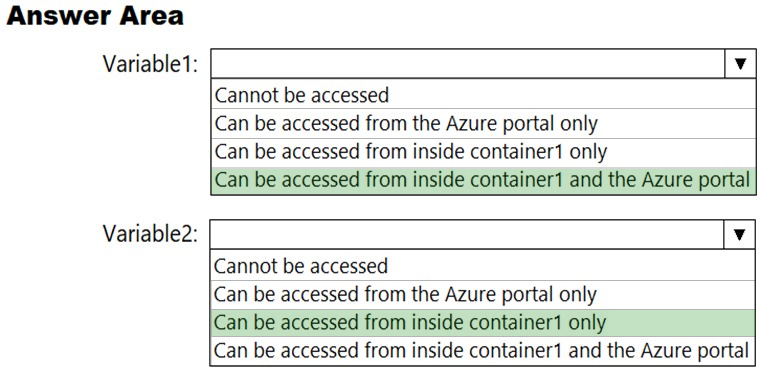 Answer Area
Variable1:
Cannot be accessed
Can be accessed from the Azure portal only
Can be accessed from inside container1 only
Can be accessed from inside container1 and the Azure portal
Variable2:
Cannot be accessed
Can be accessed from the Azure portal only
Can be accessed from inside container1 only
Can be accessed from inside container1 and the Azure portal